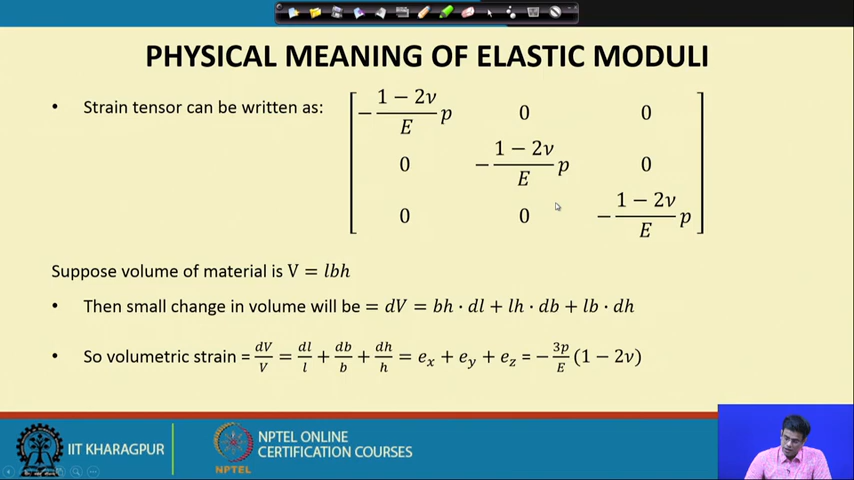 PHYSICAL MEANING OF ELASTIC MODULI
• Strain tensor can be written as:
[ −(1 − 2ν)/E p 0 0 ]
[ 0 −(1 − 2ν)/E p 0 ]
[ 0 0 −(1 − 2ν)/E p ]
Suppose volume of material is V = lbh
• Then small change in volume will be = dV = bh · dl + lh · db + lb · dh
• So volumetric strain = dV/V = dl/l + db/b + dh/h = e_x + e_y + e_z = − 3p/E (1 − 2ν)
IIT KHARAGPUR
NPTEL
NPTEL ONLINE
CERTIFICATION COURSES